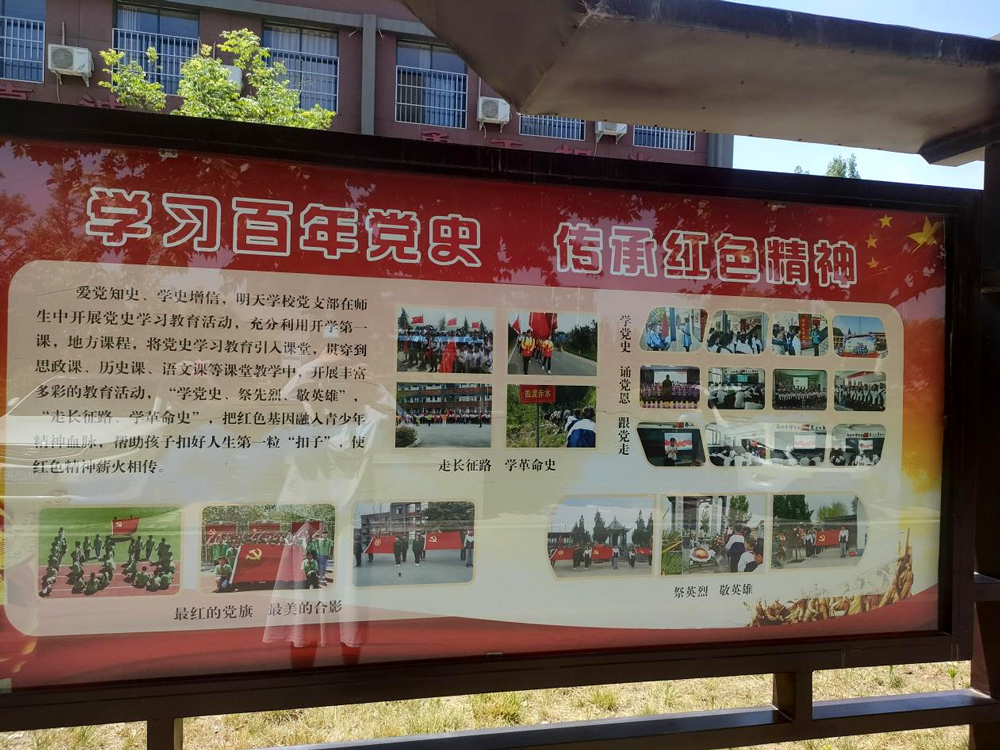 学习百年党史 传承红色精神
爱党知史、学史增信，明天学校党支部在师
生中开展党史学习教育活动，充分利用开学第一
课，地方课程，将党史学习教育引入课堂，贯穿到
思政课、历史课、语文课等课堂教学中，开展丰富
多彩的教育活动，“学党史、祭先烈、敬英雄”，
“走长征路、学革命史”，把红色基因融入青少年
精神血脉，帮助孩子扣好人生第一粒“扣子”，使
红色精神薪火相传。
四渡赤水
走长征路 学革命史
学党史 诵党恩 跟党走
最红的党旗 最美的合影
祭英烈 敬英雄